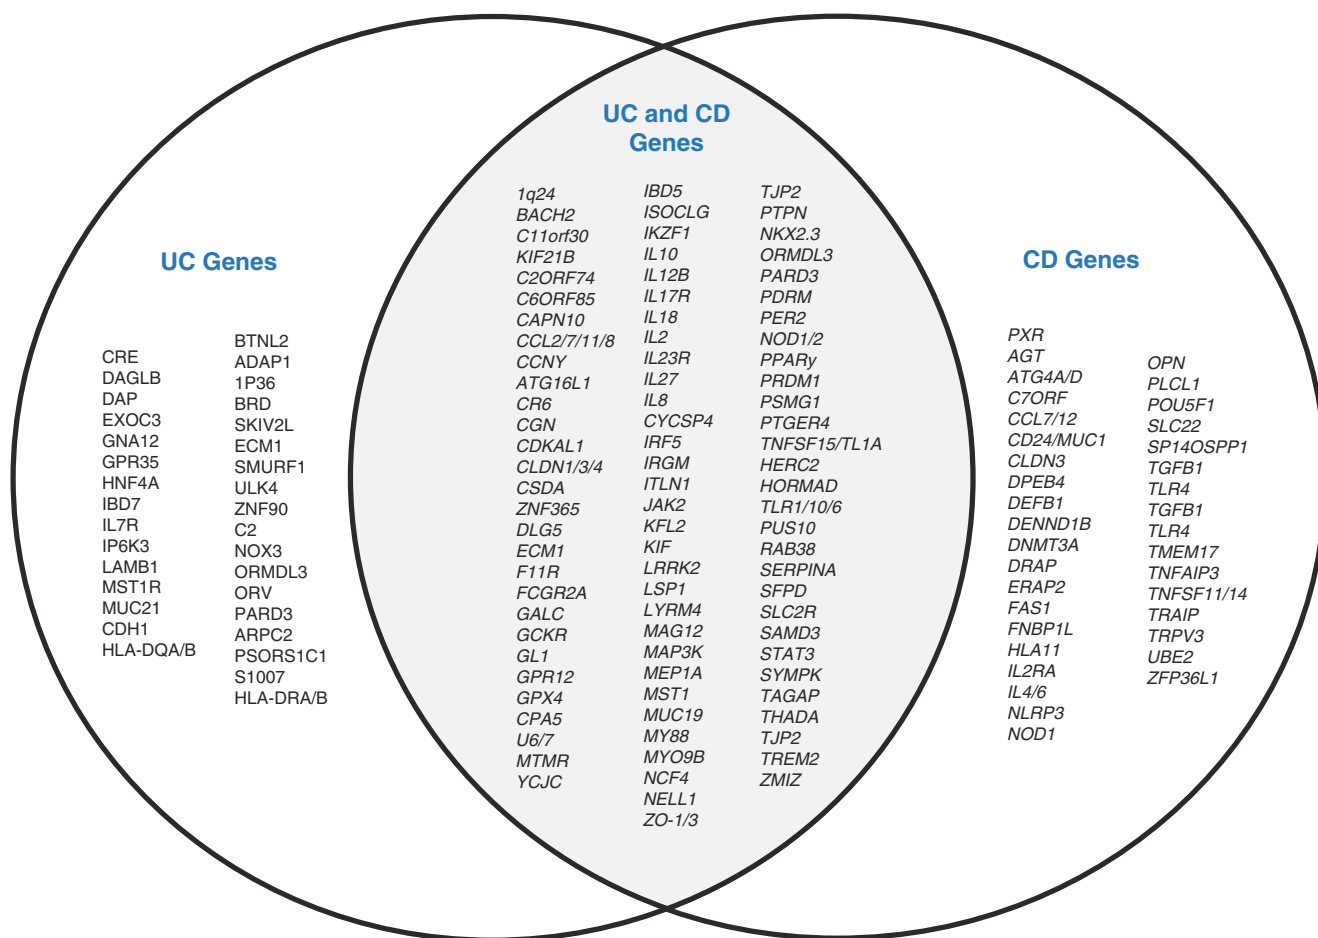 UC and CD
Genes
UC Genes
CD Genes
CRE
DAGLB
DAP
EXOC3
GNA12
GPR35
HNF4A
IBD7
IL7R
IP6K3
LAMB1
MST1R
MUC21
CDH1
HLA-DQA/B
BTNL2
ADAP1
1P36
BRD
SKIV2L
ECM1
SMURF1
ULK4
ZNF90
C2
NOX3
ORMDL3
ORV
PARD3
ARPC2
PSORS1C1
S1007
HLA-DRA/B
1q24
BACH2
C11orf30
KIF21B
C2ORF74
C6ORF85
CAPN10
CCL2/7/11/8
CCNY
ATG16L1
CR6
CGN
CDKAL1
CLDN1/3/4
CSDA
ZNF365
DLG5
ECM1
F11R
FCGR2A
GALC
GCKR
GL1
GPR12
GPX4
CPA5
U6/7
MTMR
YCJC
IBD5
ISOCLG
IKZF1
IL10
IL12B
IL17R
IL18
IL2
IL23R
IL27
IL8
CYCSP4
IRF5
IRGM
ITLN1
JAK2
KFL2
KIF
LRRK2
LSP1
LYRM4
MAG12
MAP3K
MEP1A
MST1
MUC19
MY88
MYO9B
NCF4
NELL1
ZO-1/3
TJP2
PTPN
NKX2.3
ORMDL3
PARD3
PDRM
PER2
NOD1/2
PPARy
PRDM1
PSMG1
PTGER4
TNFSF15/TL1A
HERC2
HORMAD
TLR1/10/6
PUS10
RAB38
SERPINA
SFPD
SLC2R
SAMD3
STAT3
SYMPK
TAGAP
THADA
TJP2
TREM2
ZMIZ
PXR
AGT
ATG4A/D
C7ORF
CCL7/12
CD24/MUC1
CLDN3
DPEB4
DEFB1
DENND1B
DNMT3A
DRAP
ERAP2
FAS1
FNBP1L
HLA11
IL2RA
IL4/6
NLRP3
NOD1
OPN
PLCL1
POU5F1
SLC22
SP14OSPP1
TGFB1
TLR4
TGFB1
TLR4
TMEM17
TNFAIP3
TNFSF11/14
TRAIP
TRPV3
UBE2
ZFP36L1